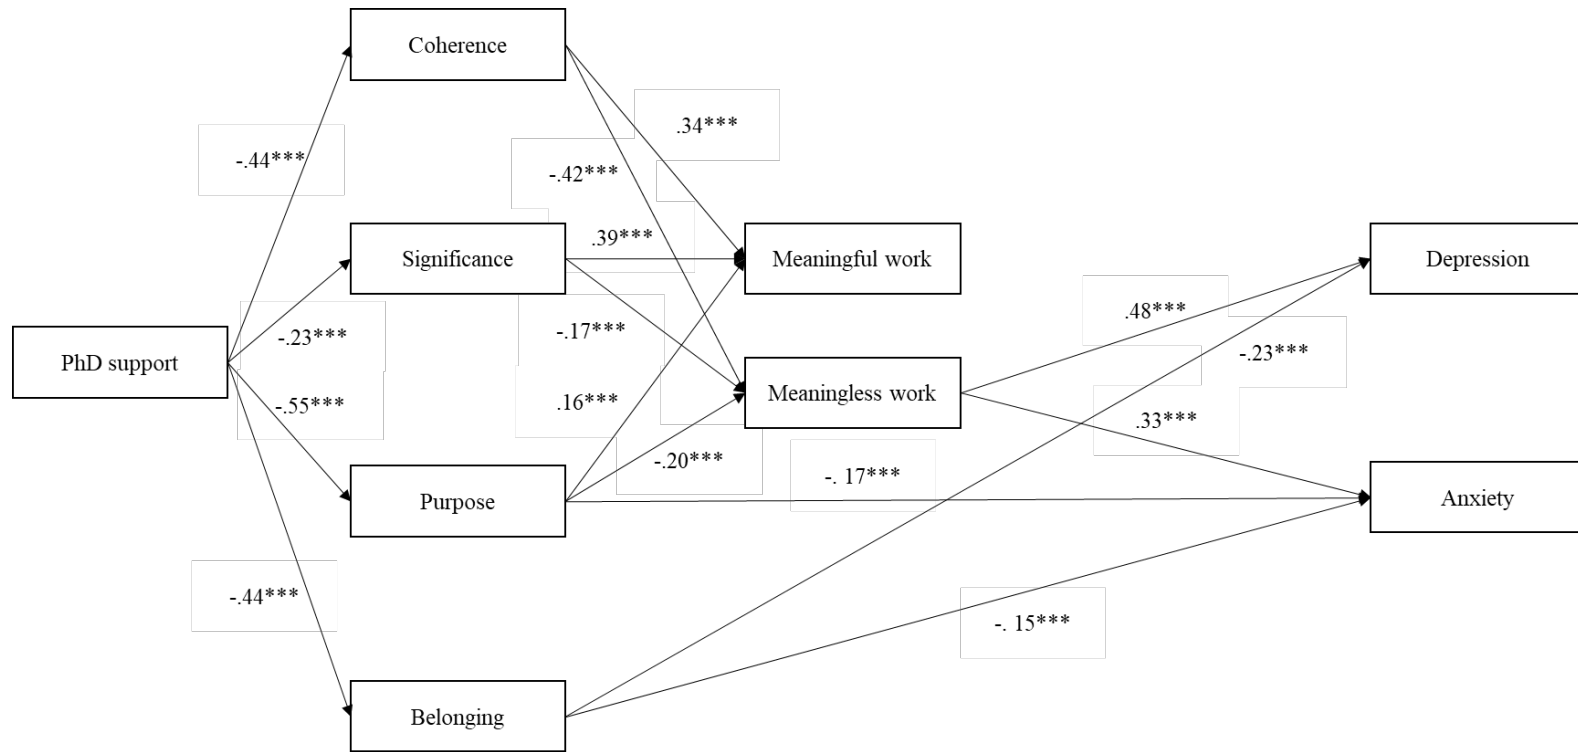 Coherence
.34***
-.44***
-.42***
.39***
Significance
Meaningful work
Depression
-.23***
-.17***
.48***
-.23***
PhD support
Meaningless work
-.55***
.16***
.33***
-.20***
-. 17***
Purpose
Anxiety
-.44***
-. 15***
Belonging